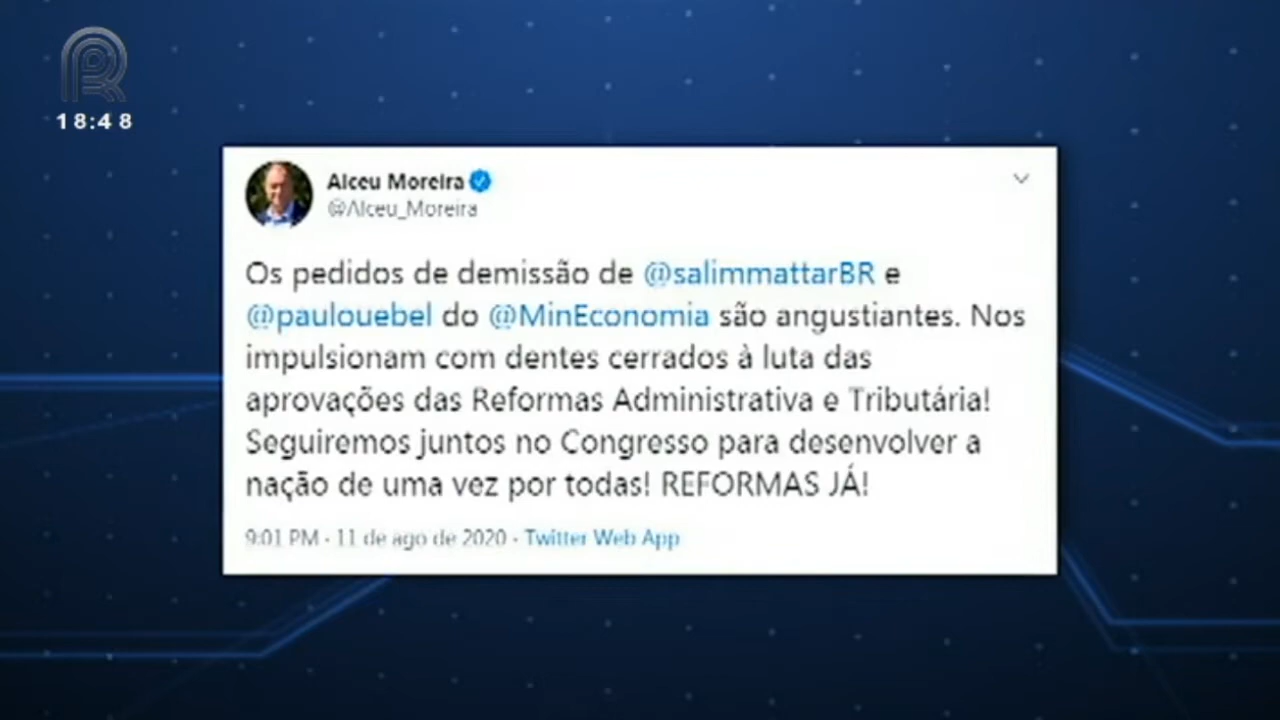 18:48
Alceu Moreira
@Alceu_Moreira
Os pedidos de demissão de @salimmattarBR e
@paulouebel do @MinEconomia são angustiantes. Nos
impulsionam com dentes cerrados à luta das
aprovações das Reformas Administrativa e Tributária!
Seguiremos juntos no Congresso para desenvolver a
nação de uma vez por todas! REFORMAS JÁ!
9:01 PM · 11 de ago de 2020 · Twitter Web App